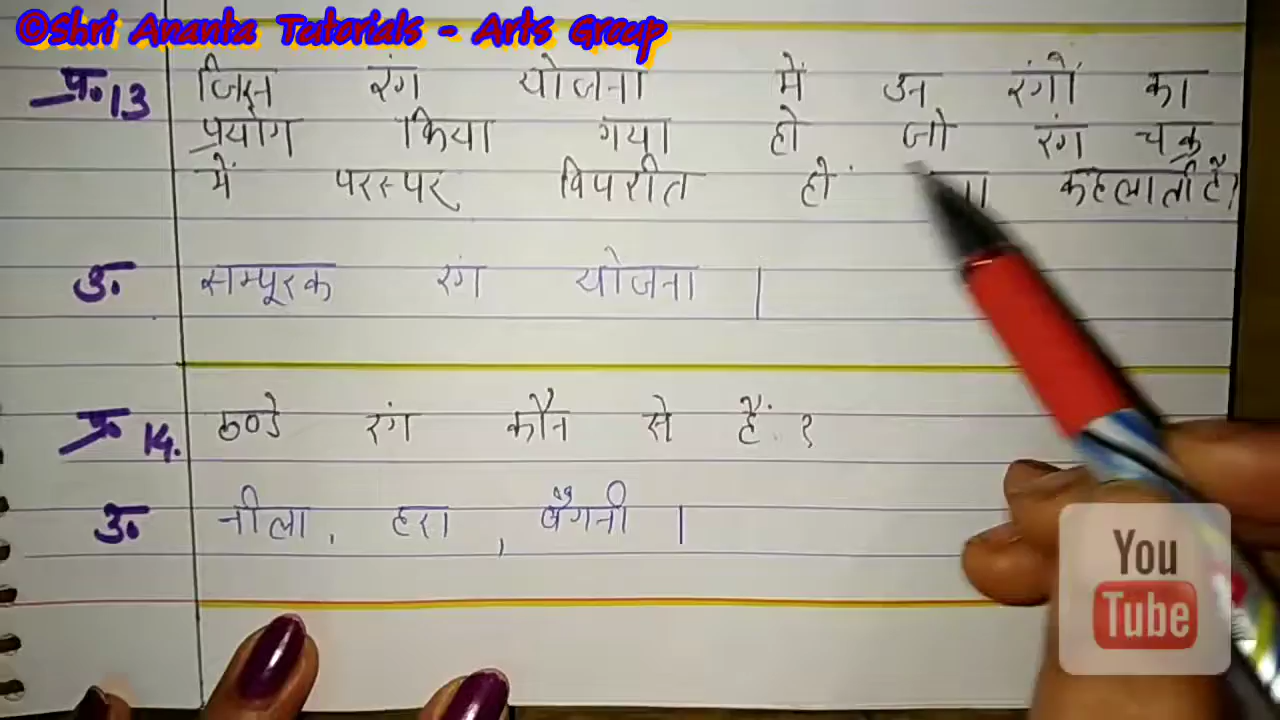 ©Shri Ananta Tutorials - Arts Group
प्र. 13 जिस रंग योजना में उन रंगों का
प्रयोग किया गया हो जो रंग चक्र
में परस्पर विपरीत हों कहलाती है?
उ. सम्पूरक रंग योजना |
प्र. 14. ठण्डे रंग कौन से हैं ?
उ. नीला, हरा, बैंगनी |
You
Tube